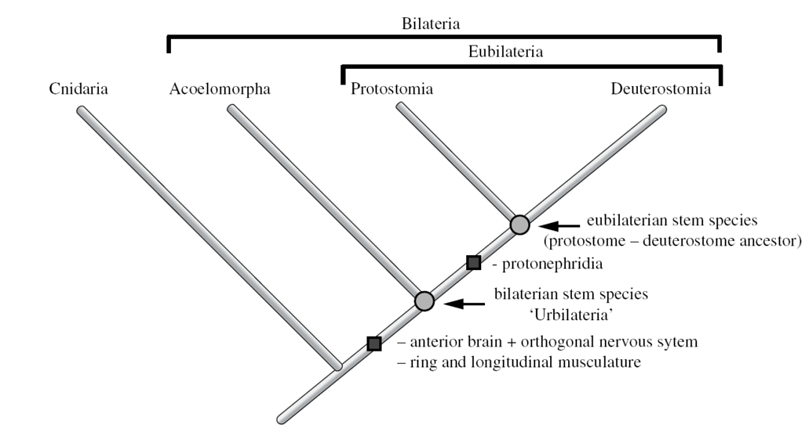 Bilateria
Eubilateria
Cnidaria
Acoelomorpha
Protostomia
Deuterostomia
eubilaterian stem species
(protostome – deuterostome ancestor)
- protonephridia
bilaterian stem species
‘Urbilateria’
– anterior brain + orthogonal nervous sytem
– ring and longitudinal musculature